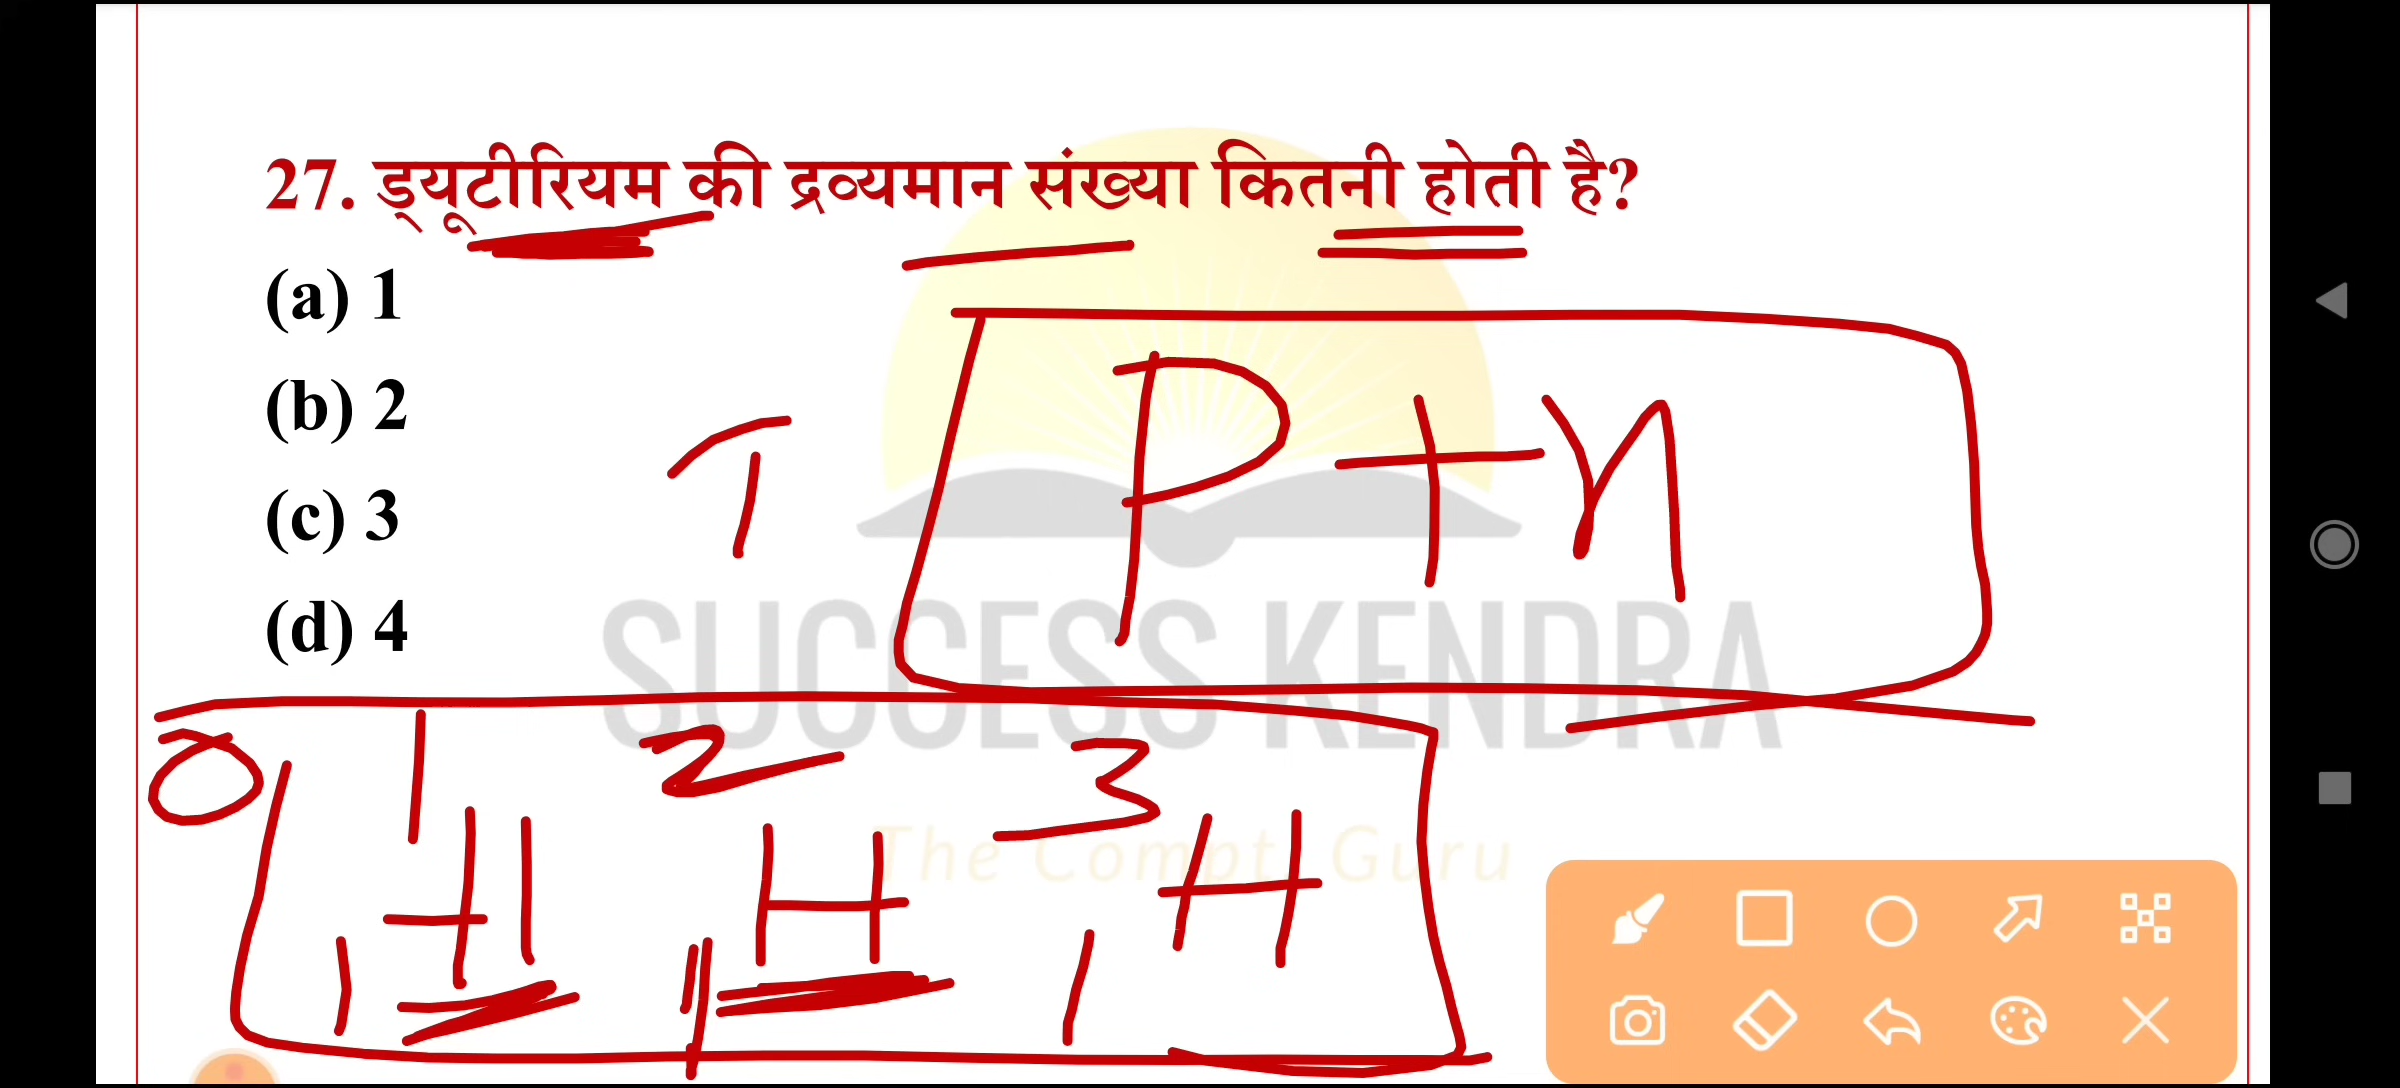 27. ड्यूटीरियम की द्रव्यमान संख्या कितनी होती है?
(a) 1
(b) 2
(c) 3
(d) 4
T
P+n
SUCCESS KENDRA
0
1 2 3
H H H
1 1 1
The Compt. Guru